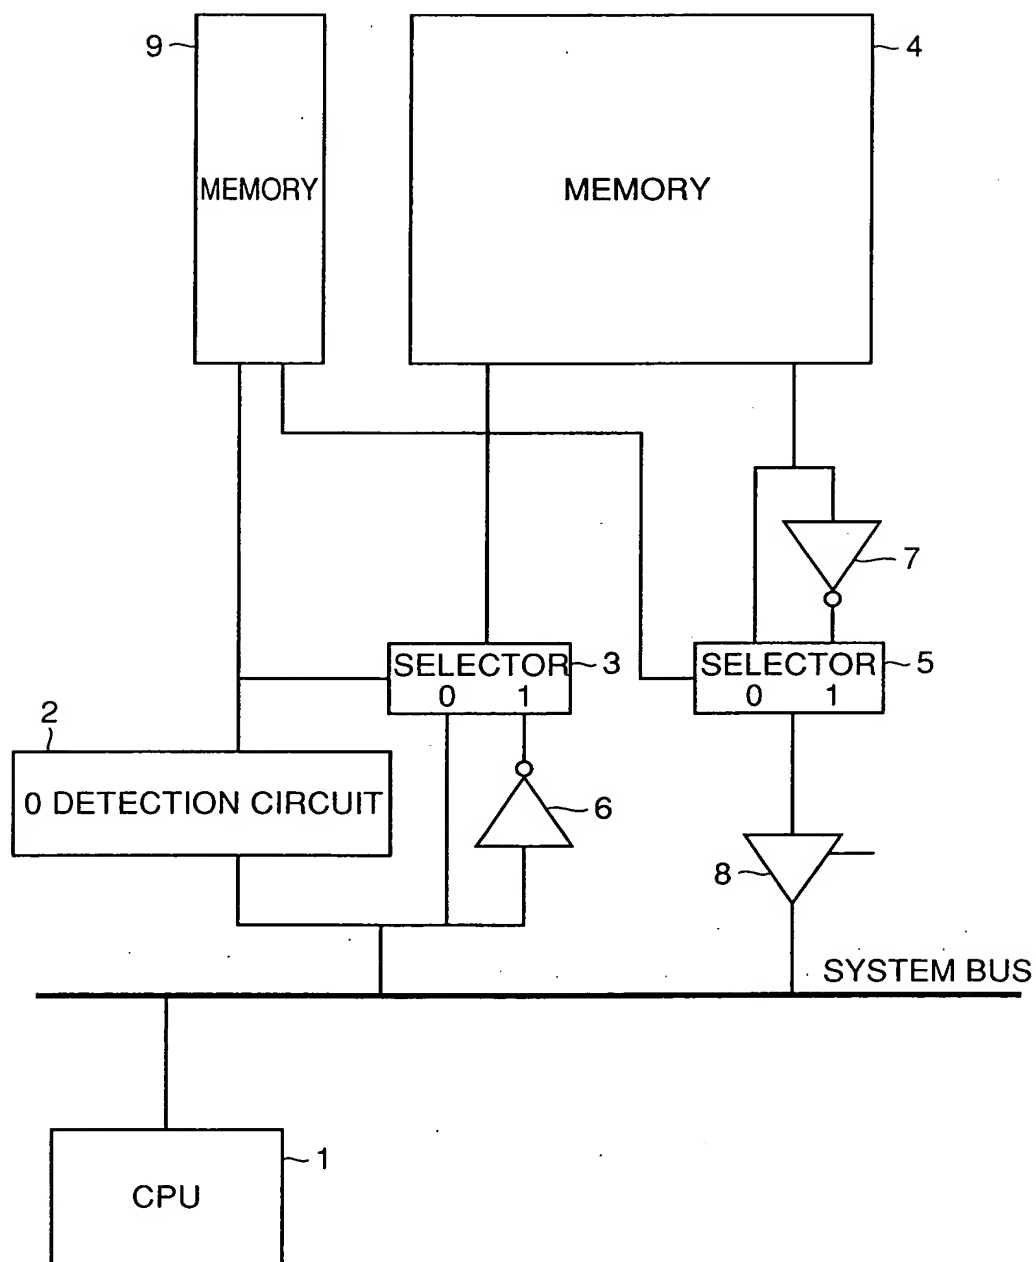 9
4
MEMORY
MEMORY
7
SELECTOR
0 1
3
SELECTOR
0 1
5
2
0 DETECTION CIRCUIT
6
8
SYSTEM BUS
1
CPU